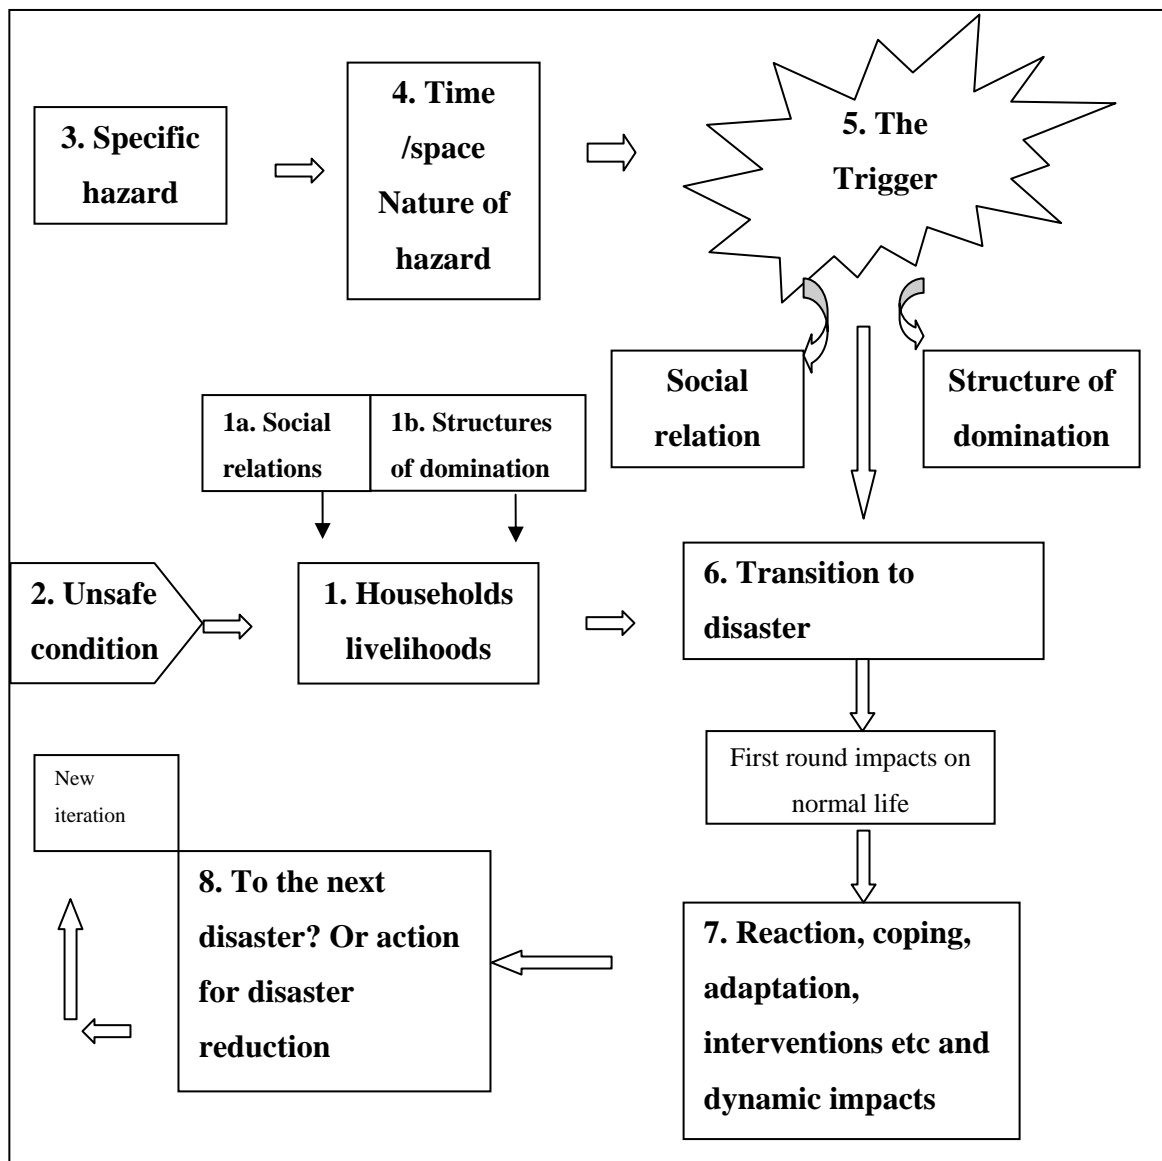 3. Specific
hazard
4. Time
/space
Nature of
hazard
5. The
Trigger
Social
relation
Structure of
domination
1a. Social
relations
1b. Structures
of domination
2. Unsafe
condition
1. Households
livelihoods
6. Transition to
disaster
First round impacts on
normal life
New
iteration
8. To the next
disaster? Or action
for disaster
reduction
7. Reaction, coping,
adaptation,
interventions etc and
dynamic impacts